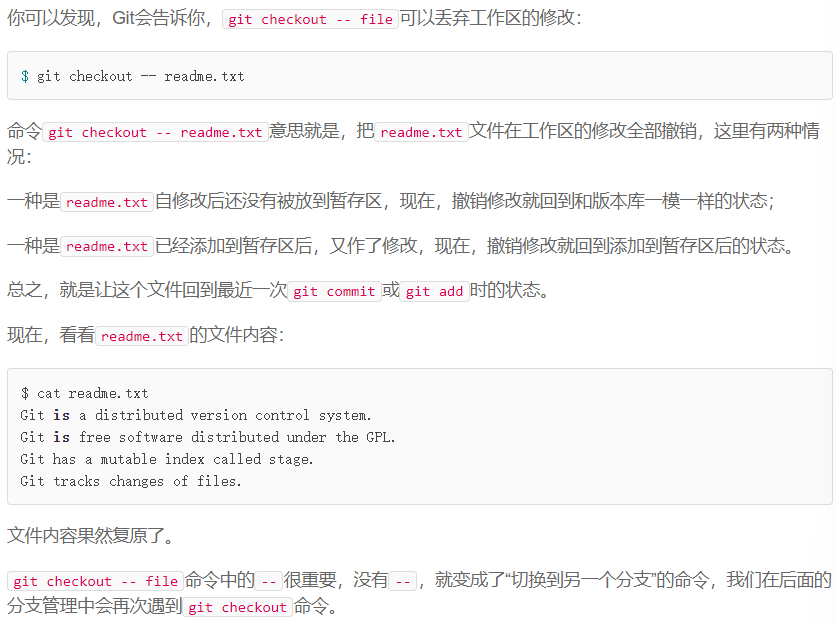 你可以发现，Git会告诉你，git checkout -- file可以丢弃工作区的修改：
$ git checkout -- readme.txt
命令git checkout -- readme.txt意思就是，把readme.txt文件在工作区的修改全部撤销，这里有两种情
况：
一种是readme.txt自修改后还没有被放到暂存区，现在，撤销修改就回到和版本库一模一样的状态；
一种是readme.txt已经添加到暂存区后，又作了修改，现在，撤销修改就回到添加到暂存区后的状态。
总之，就是让这个文件回到最近一次git commit或git add时的状态。
现在，看看readme.txt的文件内容：
$ cat readme.txt
Git is a distributed version control system.
Git is free software distributed under the GPL.
Git has a mutable index called stage.
Git tracks changes of files.
文件内容果然复原了。
git checkout -- file命令中的--很重要，没有--，就变成了“切换到另一个分支”的命令，我们在后面的
分支管理中会再次遇到git checkout命令。